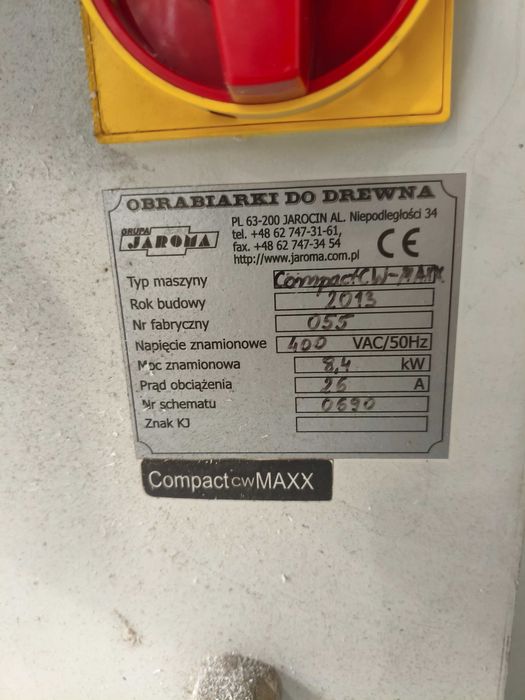 OBRABIARKI DO DREWNA
GRUPA
JAROMA
PL 63-200 JAROCIN AL. Niepodległości 34
tel. +48 62 747-31-61,
fax. +48 62 747-34 54
http://www.jaroma.com.pl
CE
Typ maszyny CompactCW-MAXX
Rok budowy 2013
Nr fabryczny 055
Napięcie znamionowe 400 VAC/50Hz
Moc znamionowa 8,4 kW
Prąd obciążenia 26 A
Nr schematu 0690
Znak KJ
CompactcwMAXX